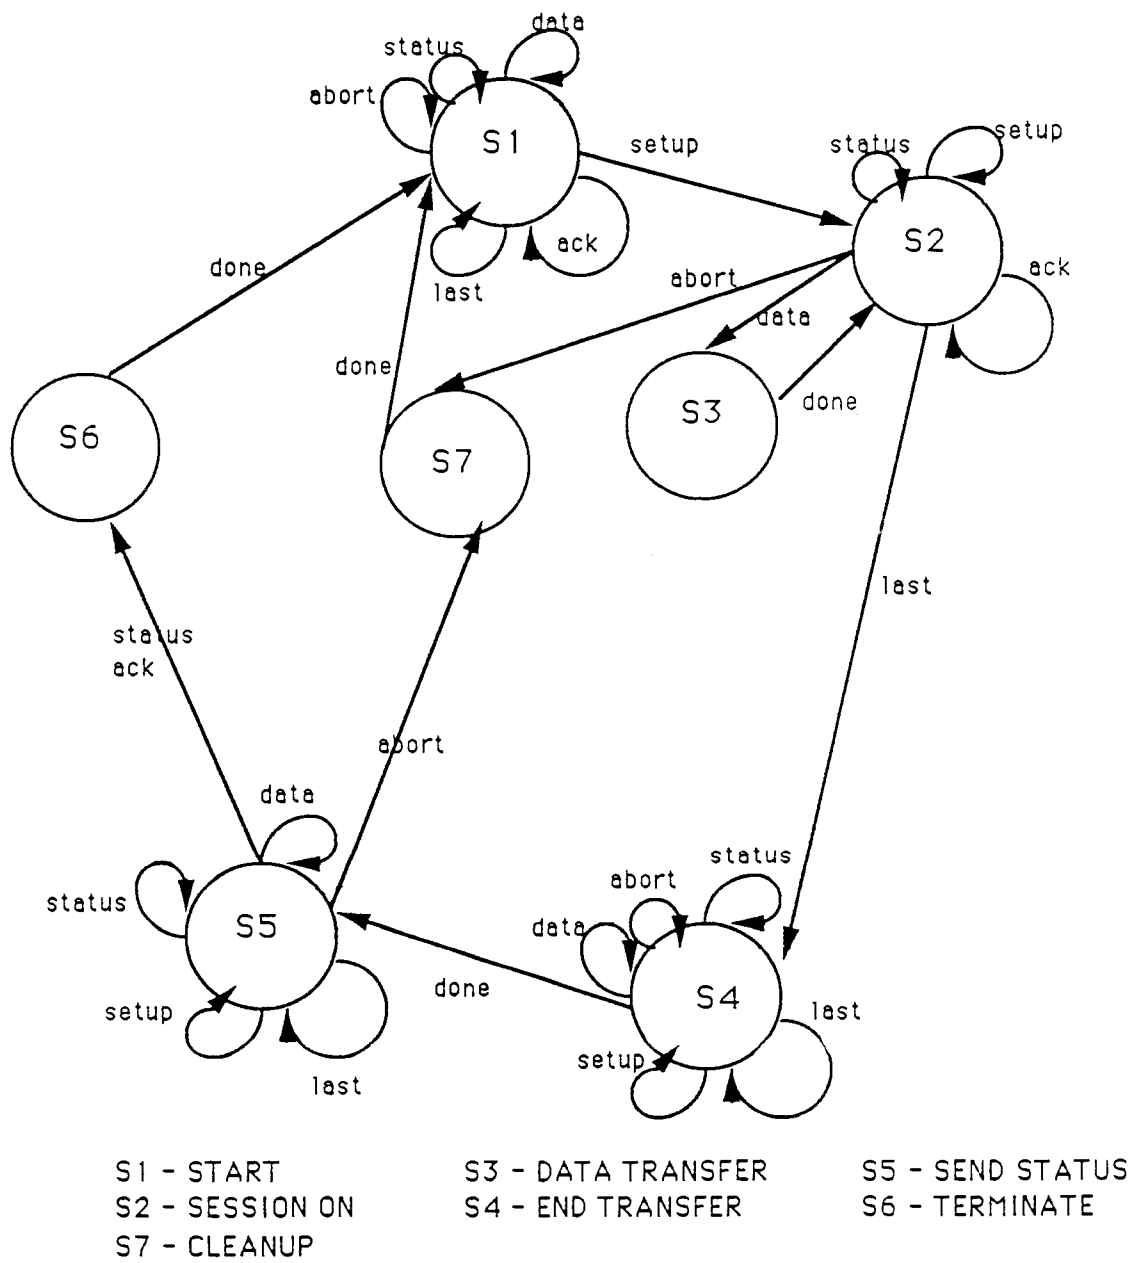 data
status
abort
S1
setup
status
setup
S2
ack
last
done
abort
ack
data
done
done
S3
S6
S7
last
status
ack
abort
data
status
abort
status
data
S5
S4
done
setup
last
setup
last
S1 - START
S3 - DATA TRANSFER
S5 - SEND STATUS
S2 - SESSION ON
S4 - END TRANSFER
S6 - TERMINATE
S7 - CLEANUP